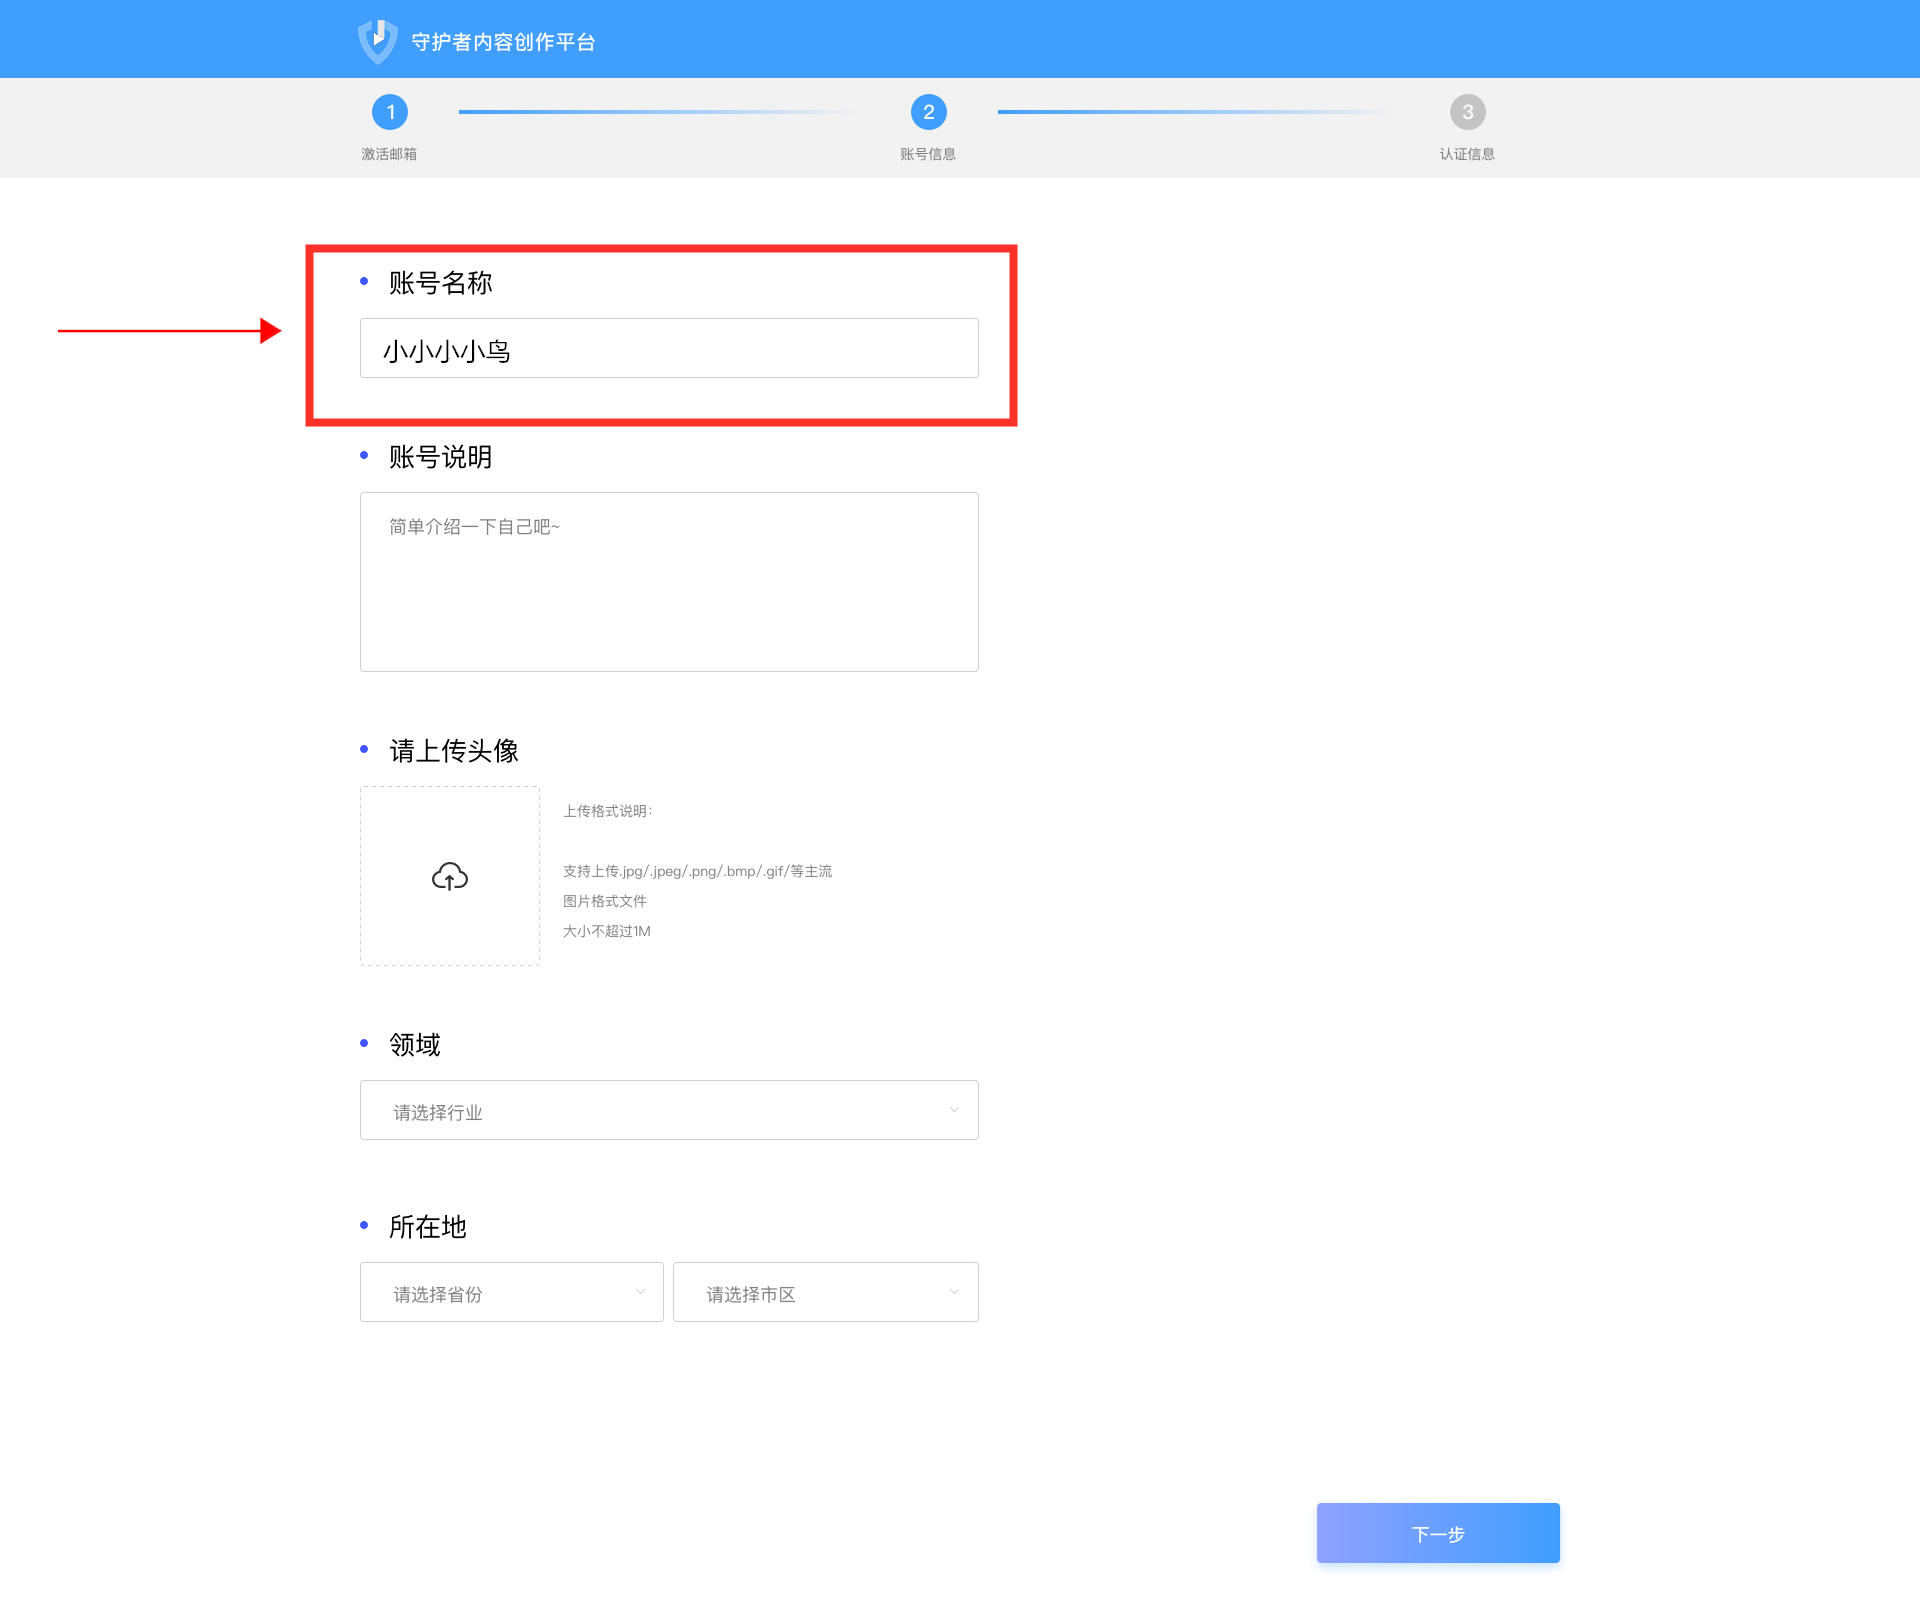 守护者内容创作平台
1
2
3
激活邮箱
账号信息
认证信息
账号名称
小小小小鸟
账号说明
简单介绍一下自己吧~
请上传头像
上传格式说明：
支持上传.jpg/.jpeg/.png/.bmp/.gif/等主流
图片格式文件
大小不超过1M
领域
请选择行业
所在地
请选择省份
请选择市区
下一步